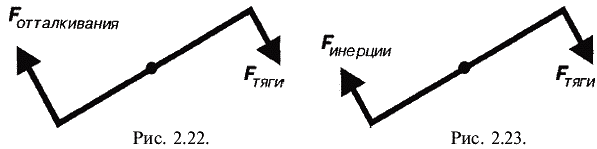 Fотталкивания
Fтяги
Рис. 2.22.
Fинерции
Fтяги
Рис. 2.23.